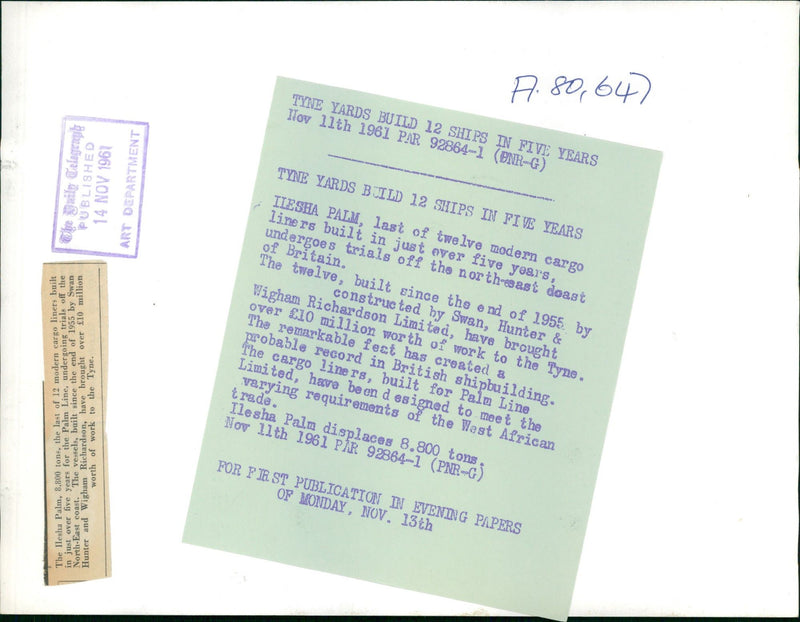 A.80,647
The Daily Telegraph
PUBLISHED
14 NOV 1961
ART DEPARTMENT
TYNE YARDS BUILD 12 SHIPS IN FIVE YEARS
Nov 11th 1961 PAR 92864-1 (PNR-G)
TYNE YARDS BUILD 12 SHIPS IN FIVE YEARS
ILESHA PALM, last of twelve modern cargo
liners built in just over five years,
undergoes trials off the north-east doast
of Britain.
The twelve, built since the end of 1955 by
constructed by Swan, Hunter &
Wigham Richardson Limited, have brought
over £10 million worth of work to the Tyne.
The remarkable fect has created a
probable record in British shipbuilding.
The cargo liners, built for Palm Line
Limited, have been designed to meet the
varying requirements of the West African
trade.
Ilesha Palm displaces 8.800 tons.
Nov 11th 1961 PAR 92864-1 (PNR-G)
FOR FIRST PUBLICATION IN EVENING PAPERS
OF MONDAY, NOV. 13th
The Ilesha Palm, 8,800 tons, the last of 12 modern cargo liners built
in just over five years for the Palm Line, undergoing trials off the
North-East coast. The vessels, built since the end of 1955 by Swan
Hunter and Wigham Richardson, have brought over £10 million
worth of work to the Tyne.